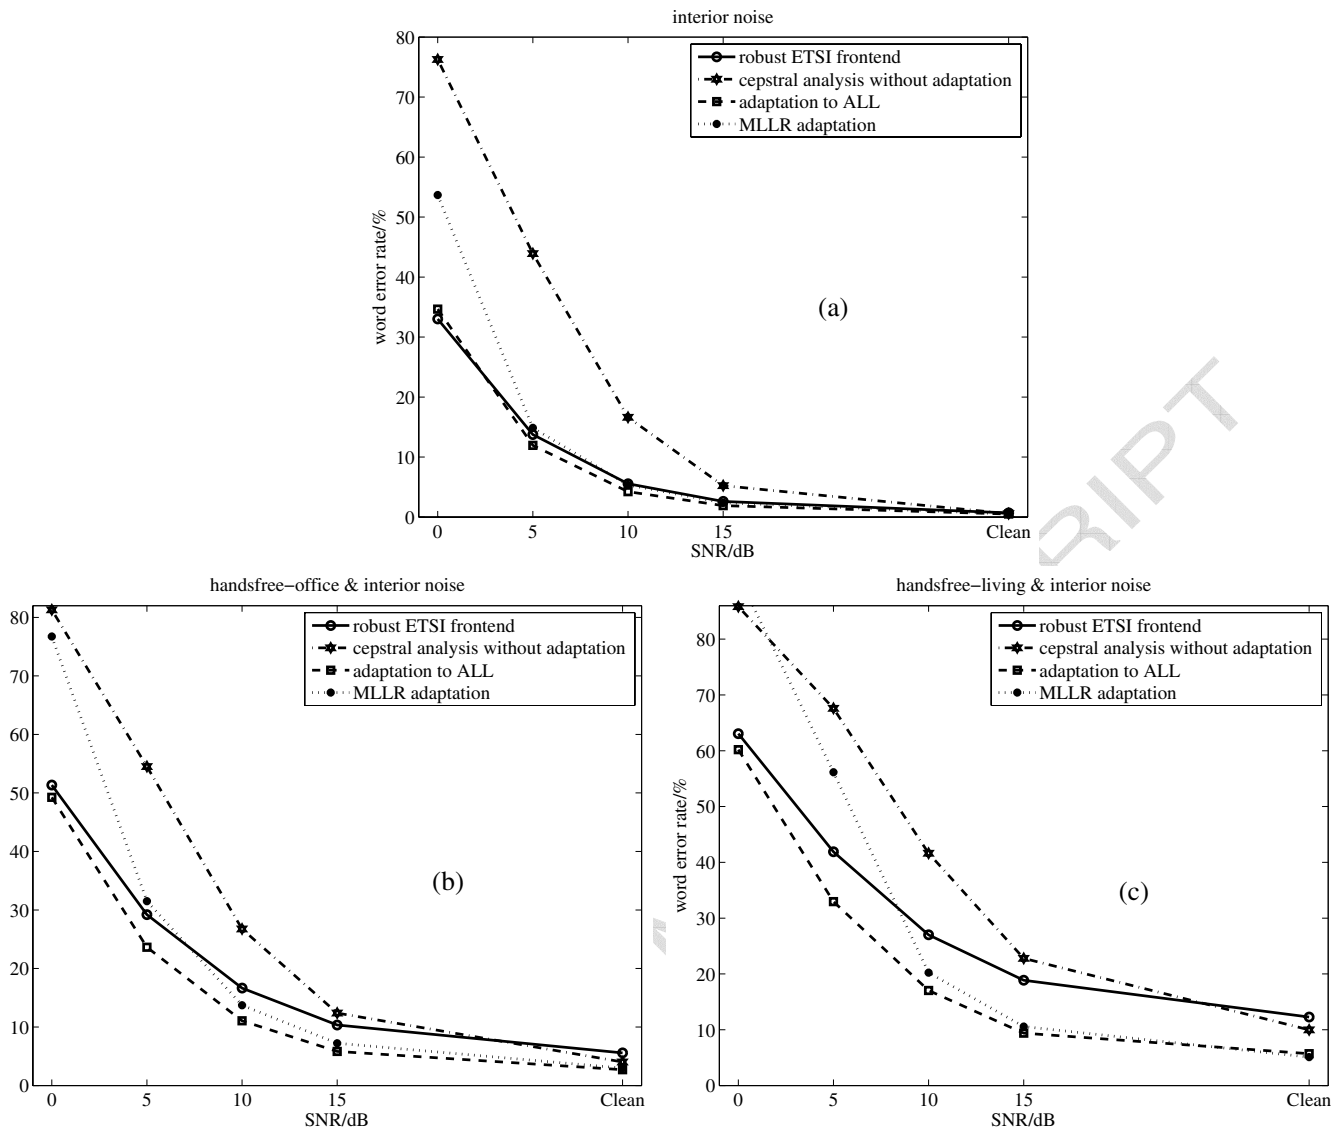 interior noise
80
70
60
50
40
30
20
10
0
word error rate/%
robust ETSI frontend
cepstral analysis without adaptation
adaptation to ALL
MLLR adaptation
(a)
0 5 10 15 Clean
SNR/dB
RIPT
handsfree−office & interior noise
80
70
60
50
40
30
20
10
0
robust ETSI frontend
cepstral analysis without adaptation
adaptation to ALL
MLLR adaptation
(b)
0 5 10 15 Clean
SNR/dB
handsfree−living & interior noise
80
70
60
50
40
30
20
10
0
word error rate/%
robust ETSI frontend
cepstral analysis without adaptation
adaptation to ALL
MLLR adaptation
(c)
0 5 10 15 Clean
SNR/dB